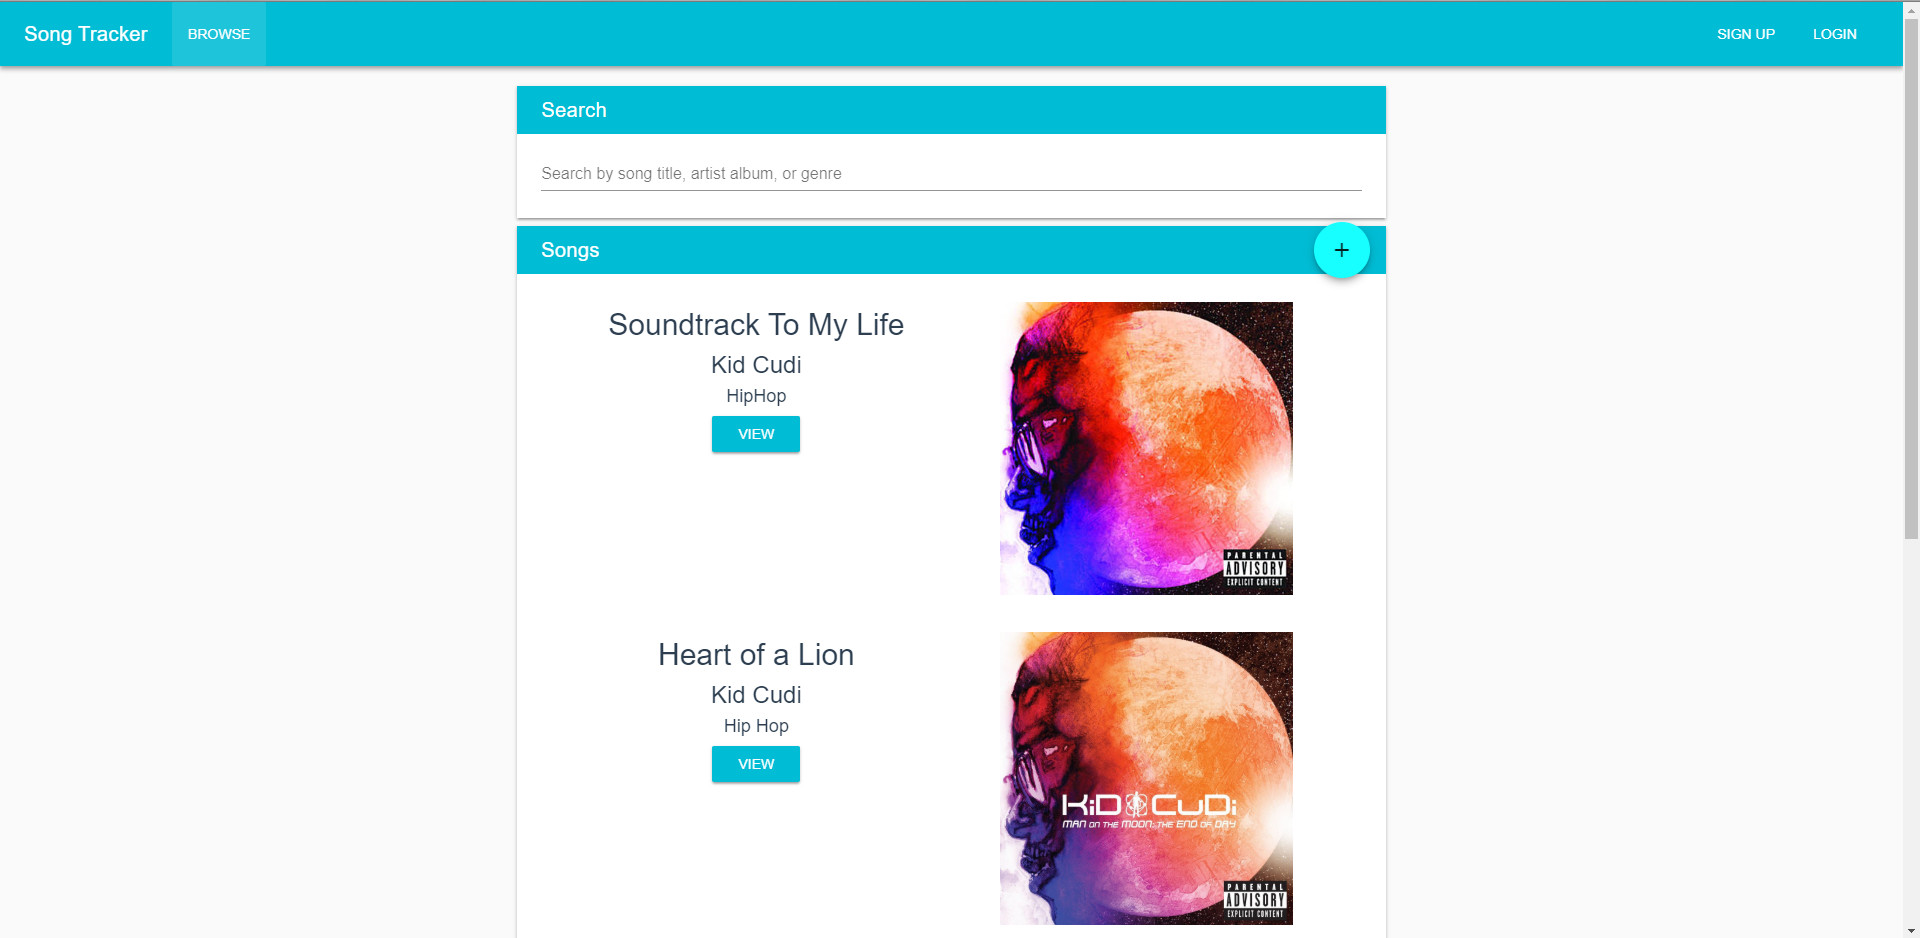 Song Tracker BROWSE SIGN UP LOGIN
Search
Search by song title, artist album, or genre
Songs +
Soundtrack To My Life
Kid Cudi
HipHop
VIEW
PARENTAL
ADVISORY
EXPLICIT CONTENT
Heart of a Lion
Kid Cudi
Hip Hop
VIEW
KiD CuDi
MAN ON THE MOON: THE END OF DAY
PARENTAL
ADVISORY
EXPLICIT CONTENT